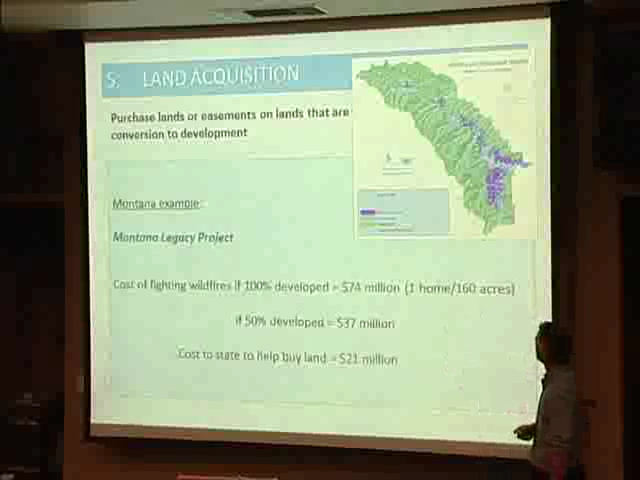 5: LAND ACQUISITION
Purchase lands or easements on lands that are
conversion to development
Montana example:
Montana Legacy Project
Cost of fighting wildfires if 100% developed = $74 million (1 home/160 acres)
if 50% developed = $37 million
Cost to state to help buy land = $21 million